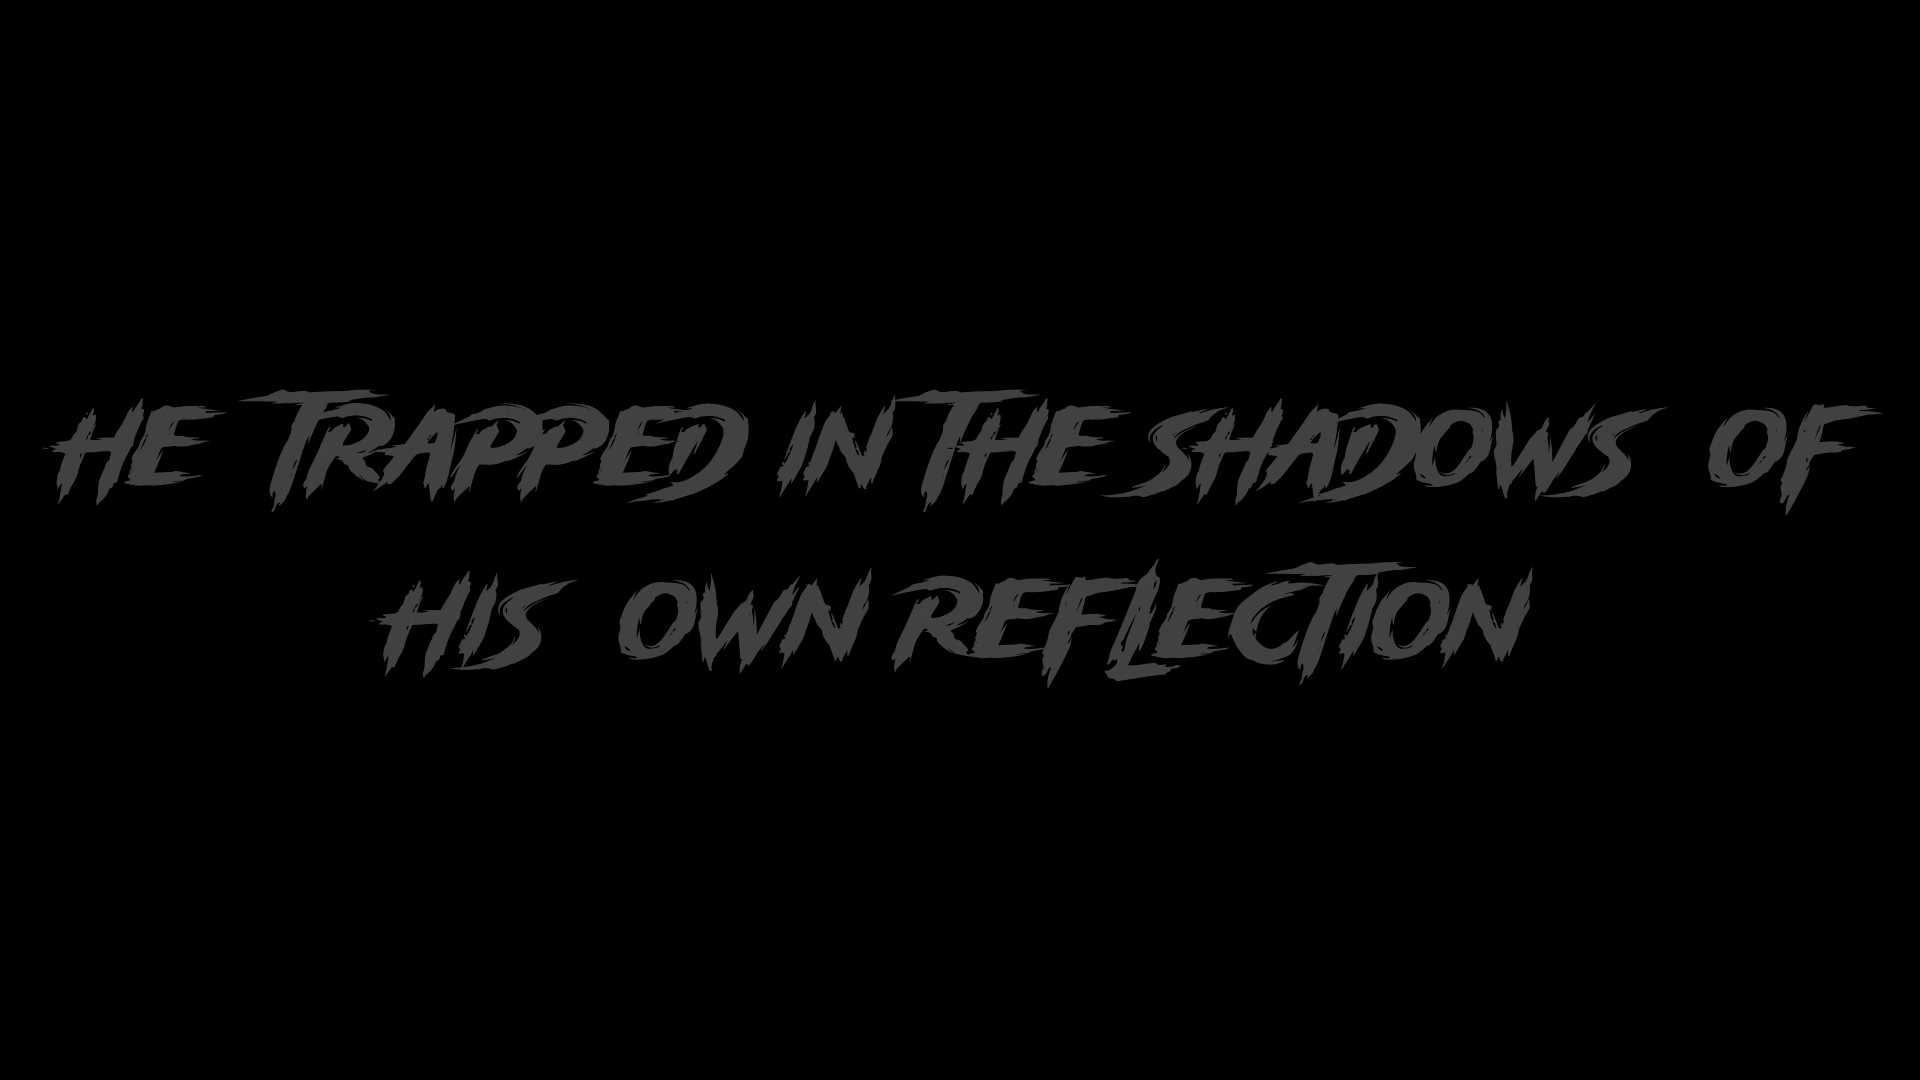 HE TRAPPED IN THE SHADOWS OF
HIS OWN REFLECTION